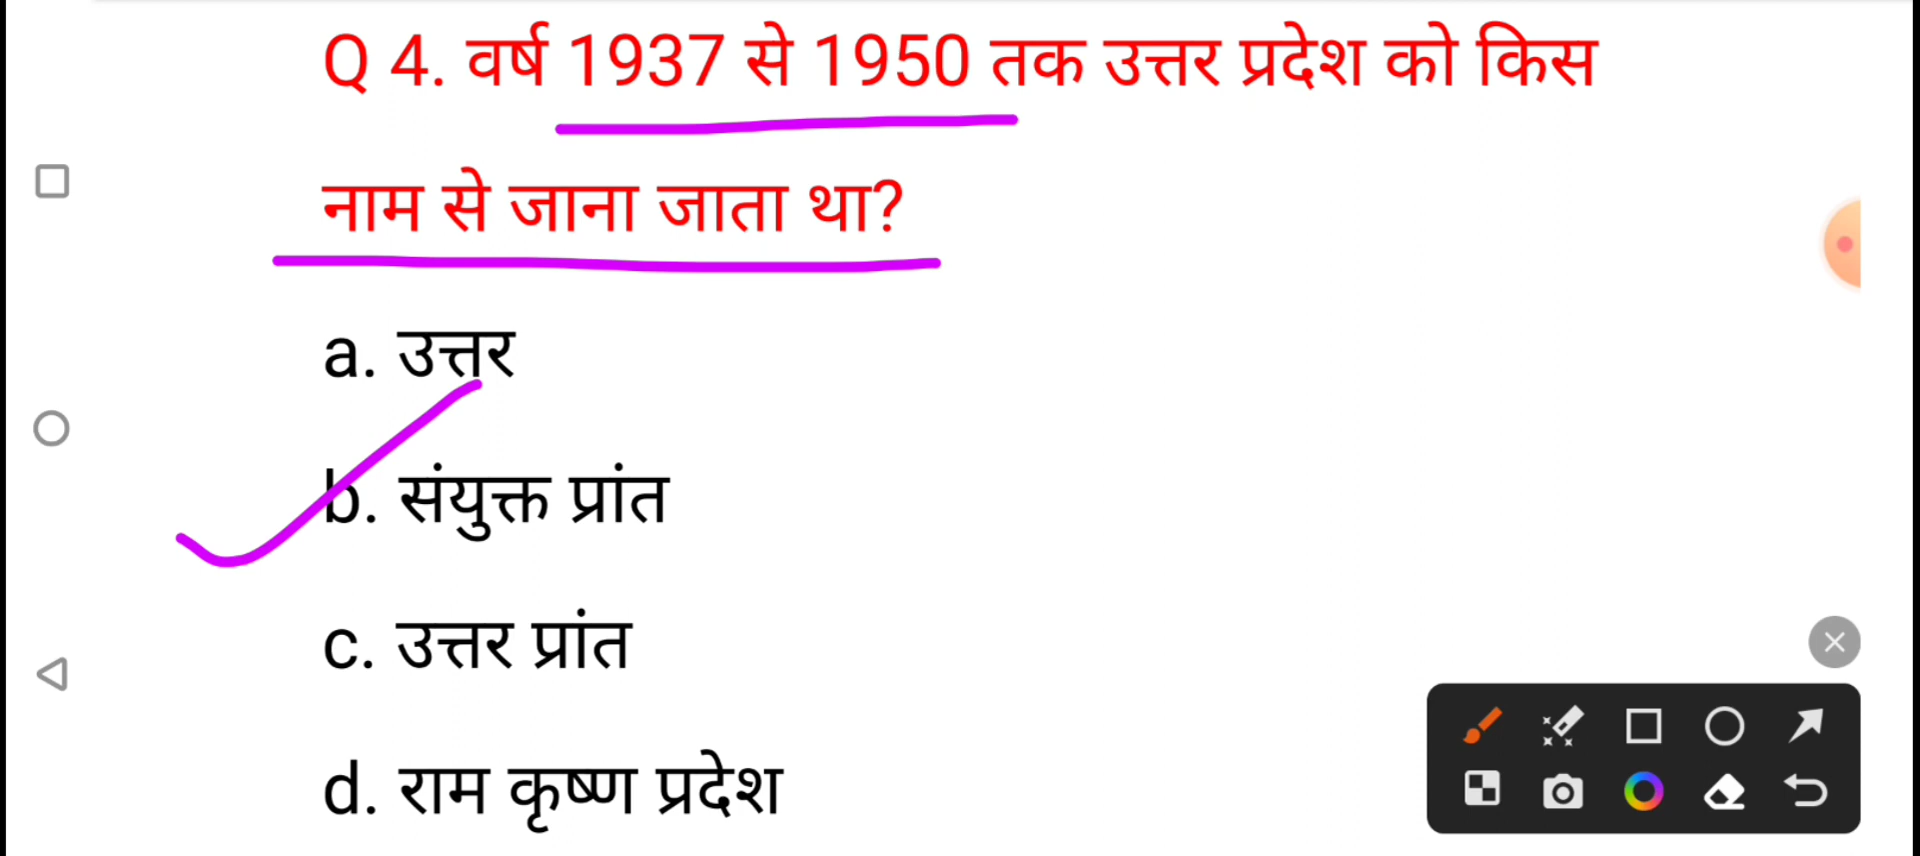 Q 4. वर्ष 1937 से 1950 तक उत्तर प्रदेश को किस
नाम से जाना जाता था?
a. उत्तर
b. संयुक्त प्रांत
c. उत्तर प्रांत
d. राम कृष्ण प्रदेश